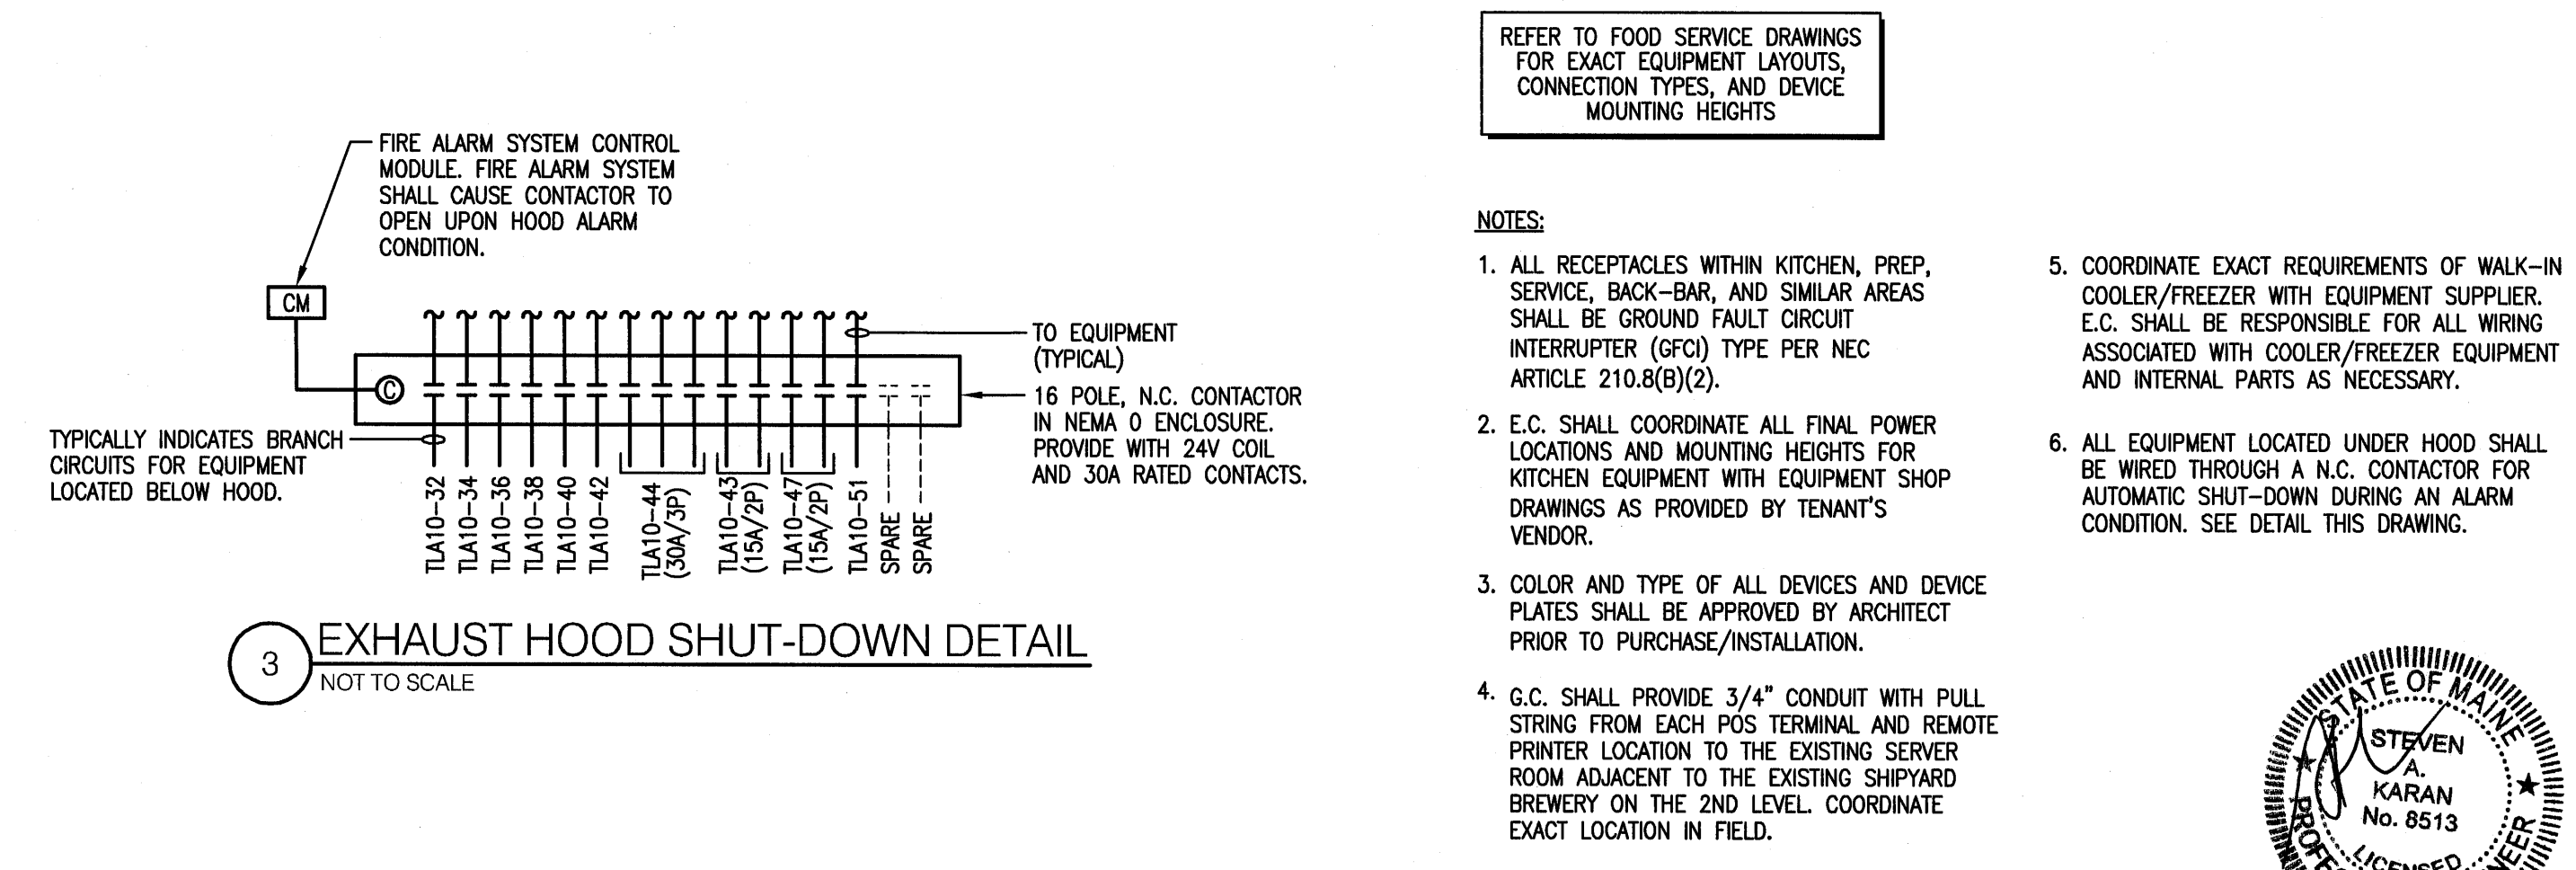 REFER TO FOOD SERVICE DRAWINGS
FOR EXACT EQUIPMENT LAYOUTS,
CONNECTION TYPES, AND DEVICE
MOUNTING HEIGHTS
FIRE ALARM SYSTEM CONTROL
MODULE. FIRE ALARM SYSTEM
SHALL CAUSE CONTACTOR TO
OPEN UPON HOOD ALARM
CONDITION.
CM
C
TO EQUIPMENT
(TYPICAL)
16 POLE, N.C. CONTACTOR
IN NEMA 0 ENCLOSURE.
PROVIDE WITH 24V COIL
AND 30A RATED CONTACTS.
TYPICALLY INDICATES BRANCH
CIRCUITS FOR EQUIPMENT
LOCATED BELOW HOOD.
TLA10-32
TLA10-34
TLA10-36
TLA10-38
TLA10-40
TLA10-42
TLA10-44
(30A/3P)
TLA10-43
(15A/2P)
TLA10-47
(15A/2P)
TLA10-51
SPARE
SPARE
3
EXHAUST HOOD SHUT-DOWN DETAIL
NOT TO SCALE
NOTES:
1. ALL RECEPTACLES WITHIN KITCHEN, PREP,
SERVICE, BACK-BAR, AND SIMILAR AREAS
SHALL BE GROUND FAULT CIRCUIT
INTERRUPTER (GFCI) TYPE PER NEC
ARTICLE 210.8(B)(2).
2. E.C. SHALL COORDINATE ALL FINAL POWER
LOCATIONS AND MOUNTING HEIGHTS FOR
KITCHEN EQUIPMENT WITH EQUIPMENT SHOP
DRAWINGS AS PROVIDED BY TENANT'S
VENDOR.
3. COLOR AND TYPE OF ALL DEVICES AND DEVICE
PLATES SHALL BE APPROVED BY ARCHITECT
PRIOR TO PURCHASE/INSTALLATION.
4. G.C. SHALL PROVIDE 3/4" CONDUIT WITH PULL
STRING FROM EACH POS TERMINAL AND REMOTE
PRINTER LOCATION TO THE EXISTING SERVER
ROOM ADJACENT TO THE EXISTING SHIPYARD
BREWERY ON THE 2ND LEVEL. COORDINATE
EXACT LOCATION IN FIELD.
5. COORDINATE EXACT REQUIREMENTS OF WALK-IN
COOLER/FREEZER WITH EQUIPMENT SUPPLIER.
E.C. SHALL BE RESPONSIBLE FOR ALL WIRING
ASSOCIATED WITH COOLER/FREEZER EQUIPMENT
AND INTERNAL PARTS AS NECESSARY.
6. ALL EQUIPMENT LOCATED UNDER HOOD SHALL
BE WIRED THROUGH A N.C. CONTACTOR FOR
AUTOMATIC SHUT-DOWN DURING AN ALARM
CONDITION. SEE DETAIL THIS DRAWING.
STATE OF MAINE
STEVEN
A.
KARAN
No. 8513
LICENSED